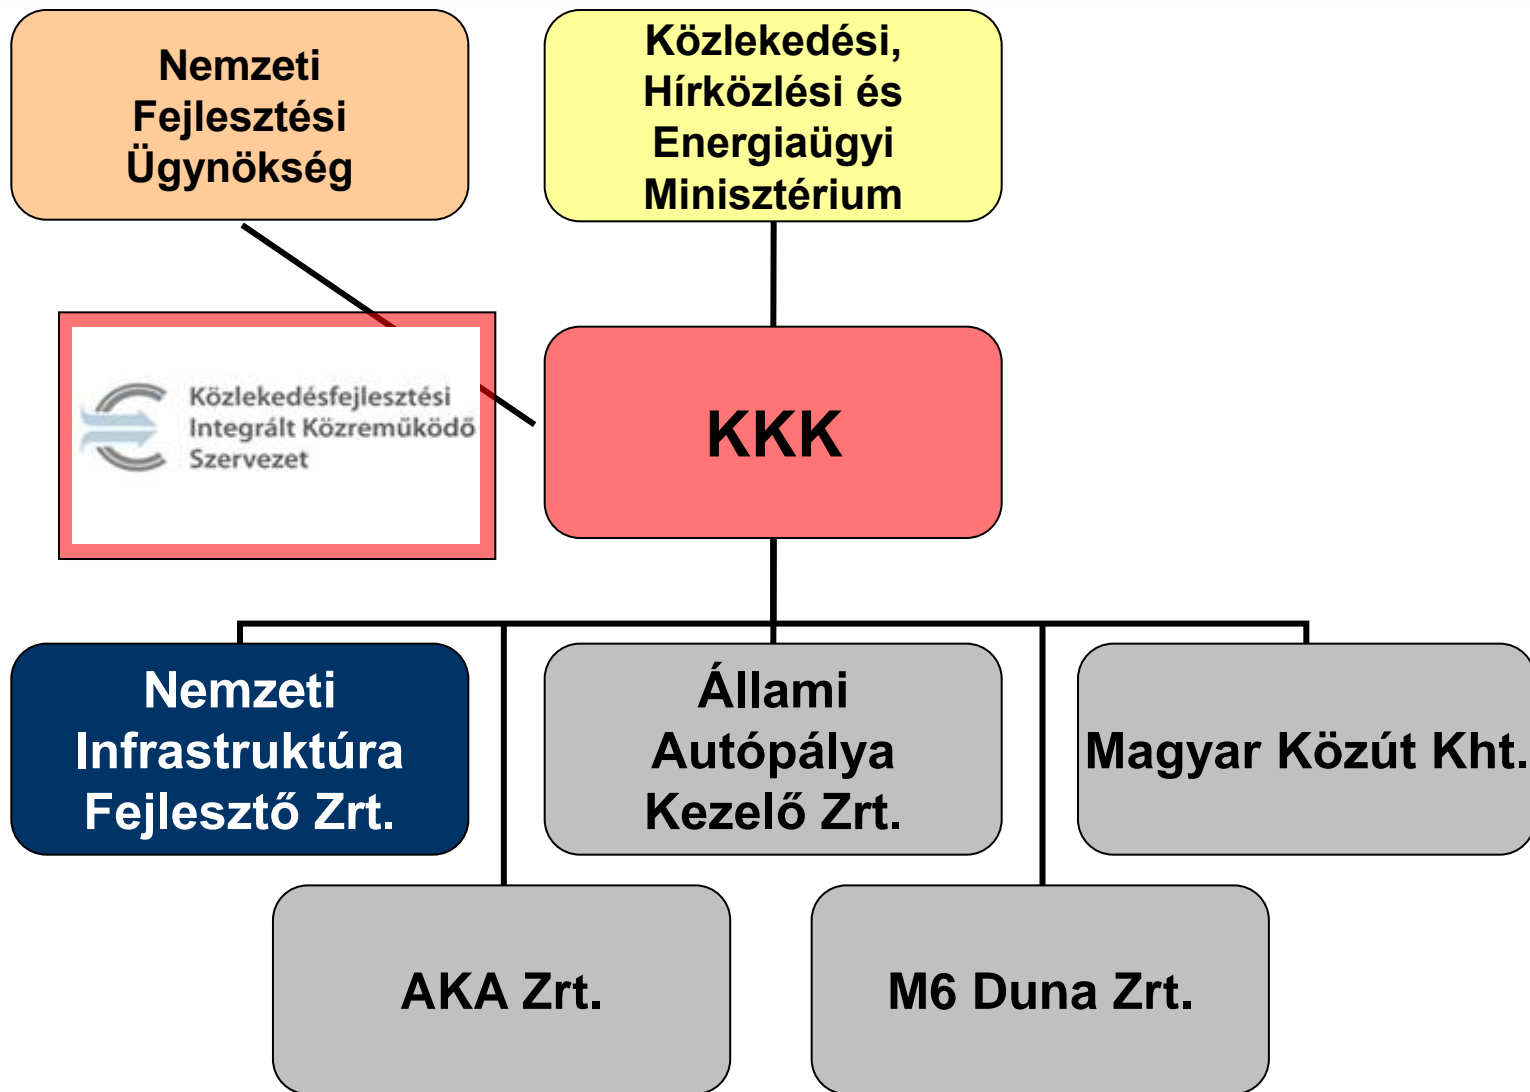 Nemzeti
Fejlesztési
Ügynökség
Közlekedési,
Hírközlési és
Energiaügyi
Minisztérium
Közlekedésfejlesztési
Integrált Közreműködő
Szervezet
KKK
Nemzeti
Infrastruktúra
Fejlesztő Zrt.
Állami
Autópálya
Kezelő Zrt.
Magyar Közút Kht.
AKA Zrt.
M6 Duna Zrt.